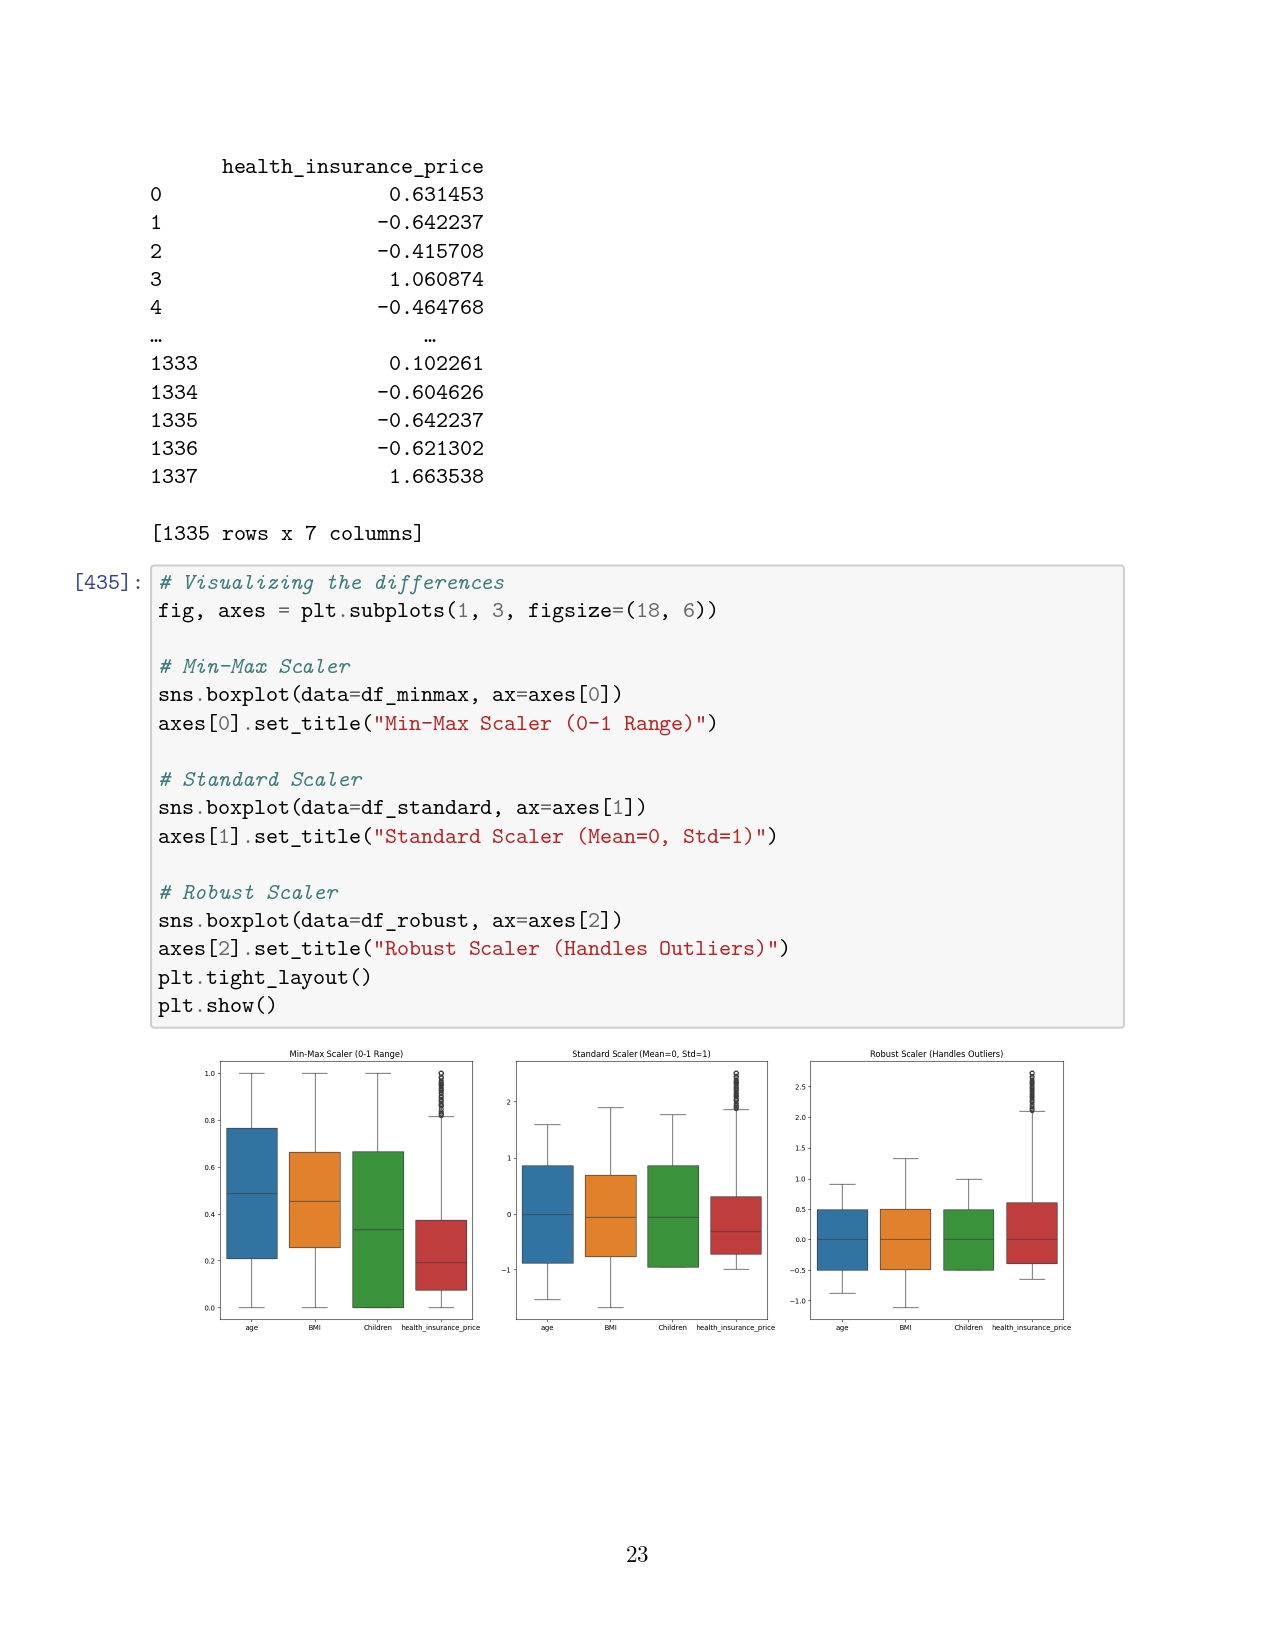 health_insurance_price
0 0.631453
1 -0.642237
2 -0.415708
3 1.060874
4 -0.464768
… …
1333 0.102261
1334 -0.604626
1335 -0.642237
1336 -0.621302
1337 1.663538
[1335 rows x 7 columns]
[435]: # Visualizing the differences
fig, axes = plt.subplots(1, 3, figsize=(18, 6))
# Min-Max Scaler
sns.boxplot(data=df_minmax, ax=axes[0])
axes[0].set_title("Min-Max Scaler (0-1 Range)")
# Standard Scaler
sns.boxplot(data=df_standard, ax=axes[1])
axes[1].set_title("Standard Scaler (Mean=0, Std=1)")
# Robust Scaler
sns.boxplot(data=df_robust, ax=axes[2])
axes[2].set_title("Robust Scaler (Handles Outliers)")
plt.tight_layout()
plt.show()
Min-Max Scaler (0-1 Range)
1.0
0.8
0.6
0.4
0.2
0.0
age BMI Children health_insurance_price
Standard Scaler (Mean=0, Std=1)
2
1
0
−1
age BMI Children health_insurance_price
Robust Scaler (Handles Outliers)
2.5
2.0
1.5
1.0
0.5
0.0
−0.5
−1.0
age BMI Children health_insurance_price
23